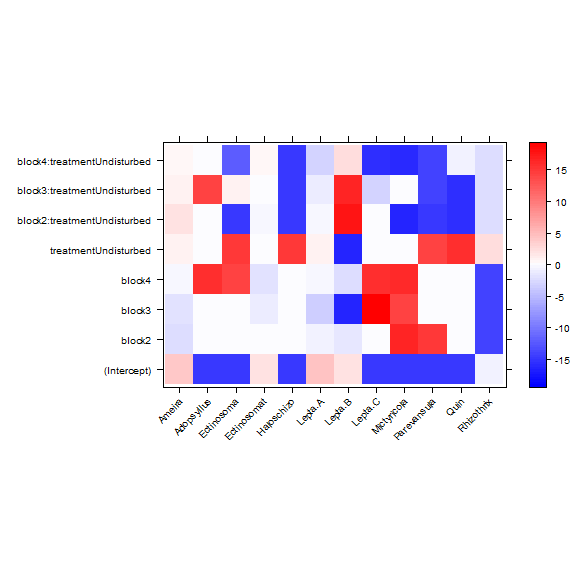 block4:treatmentUndisturbed
block3:treatmentUndisturbed
block2:treatmentUndisturbed
treatmentUndisturbed
block4
block3
block2
(Intercept)
Ameira
Adopsyllus
Ectinosoma
Ectinosomat
Haloschizo
Lepta.A
Lepta.B
Lepta.C
Mictyricola
Parevansula
Quin
Rhizothrix
15
10
5
0
-5
-10
-15